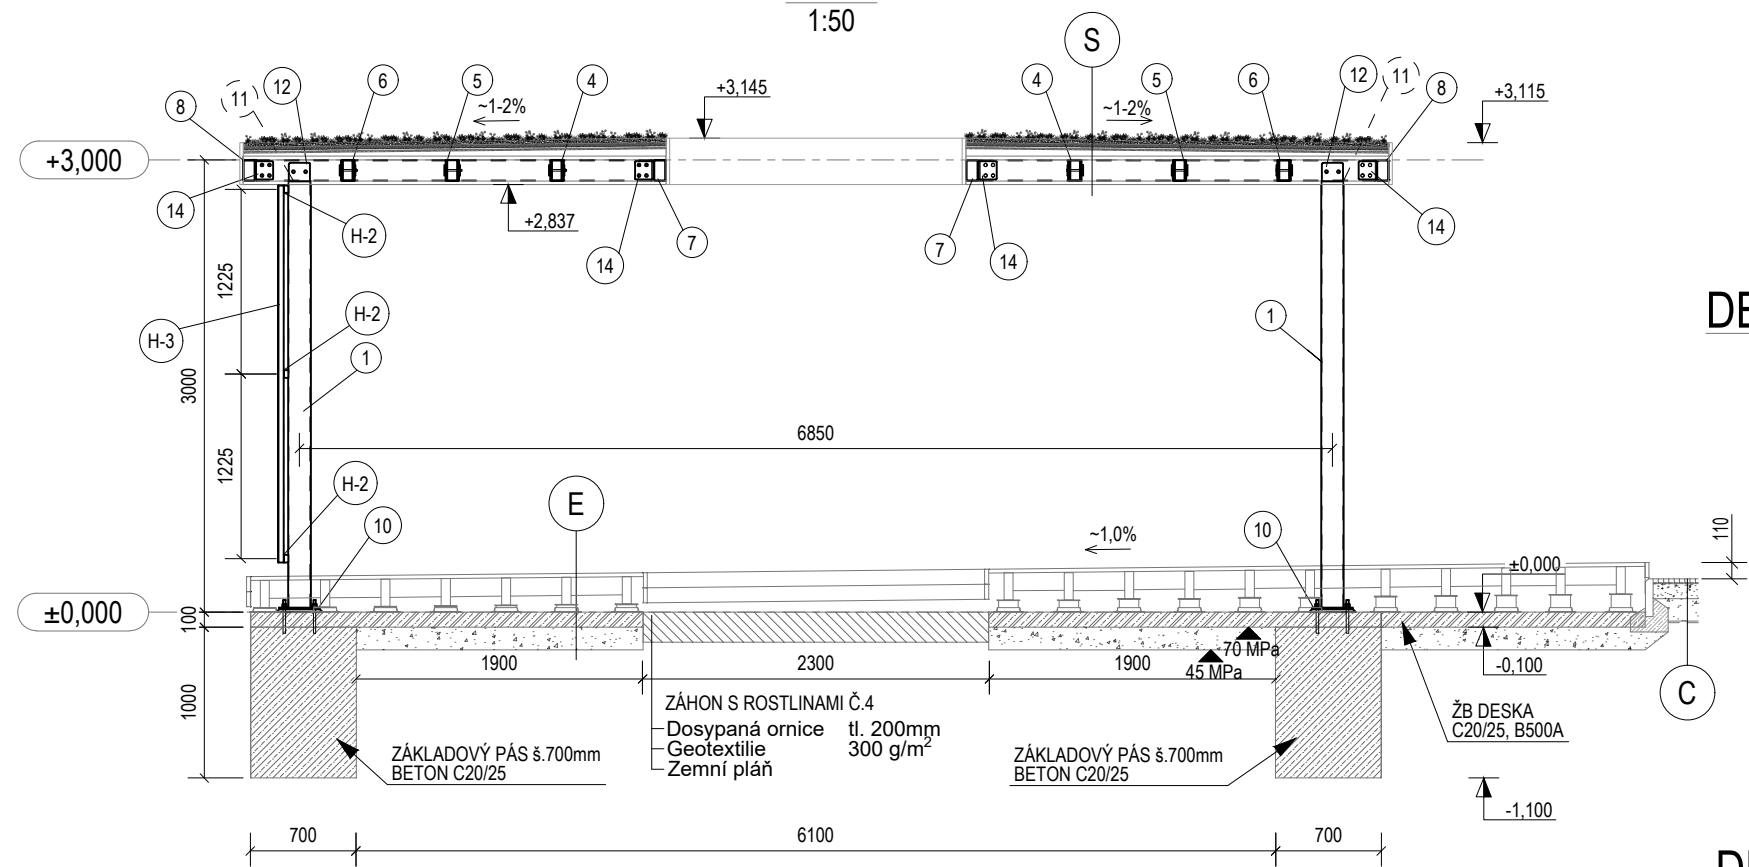 1:50
S
11
12
6
5
4
4
5
6
12
11
8
8
~1-2%
+3,145
~1-2%
+3,115
+3,000
14
H-2
+2,837
14
7
7
14
14
1225
H-2
H-3
1
1
DE
3000
6850
1225
H-2
E
10
10
~1,0%
110
±0,000
±0,000
100
1900
2300
1900
70 MPa
45 MPa
-0,100
C
1000
ZÁHON S ROSTLINAMI Č.4
Dosypaná ornice tl. 200mm
Geotextilie 300 g/m²
Zemní pláň
ŽB DESKA
C20/25, B500A
ZÁKLADOVÝ PÁS š.700mm
BETON C20/25
ZÁKLADOVÝ PÁS š.700mm
BETON C20/25
-1,100
700
6100
700